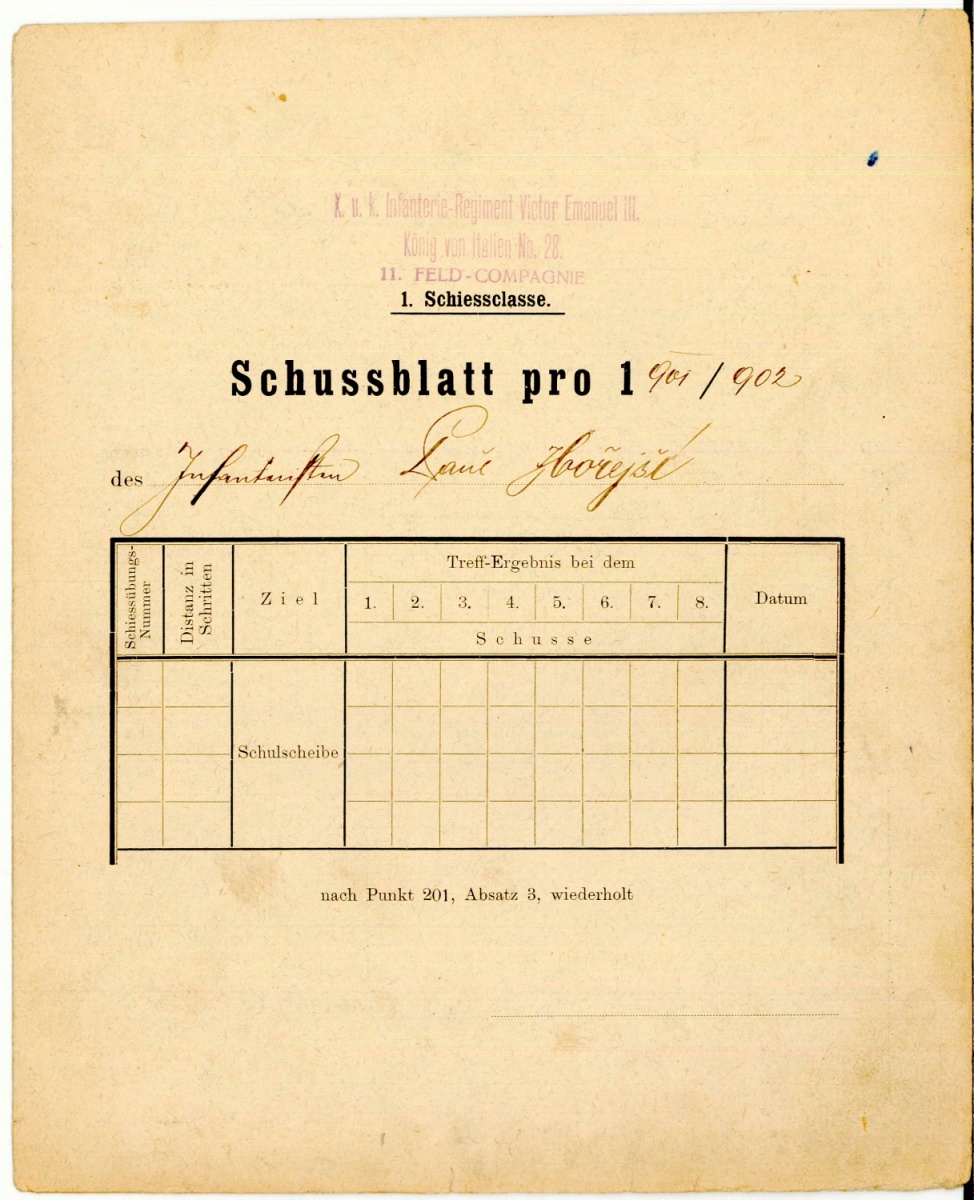 K. u. k. Infanterie-Regiment Victor Emanuel III.
König von Italien No. 28.
11. FELD-COMPAGNIE
1. Schiessclasse.
Schussblatt pro 1901/902
des Infanteristen Paul Hořejší
Schiessübungs-Nummer
Distanz in Schritten
Ziel
Treff-Ergebnis bei dem
1. 2. 3. 4. 5. 6. 7. 8.
Schusse
Datum
Schulscheibe
nach Punkt 201, Absatz 3, wiederholt